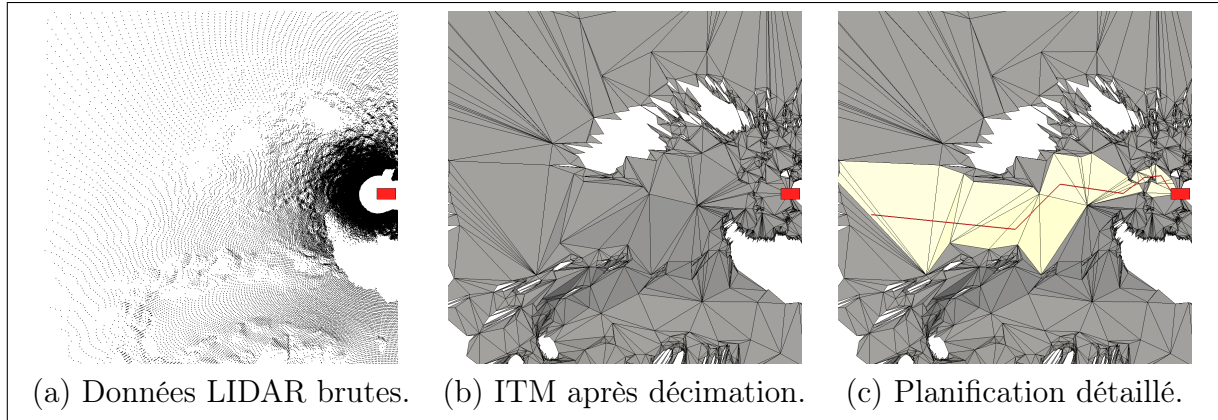 (a) Données LIDAR brutes.
(b) ITM après décimation.
(c) Planification détaillé.